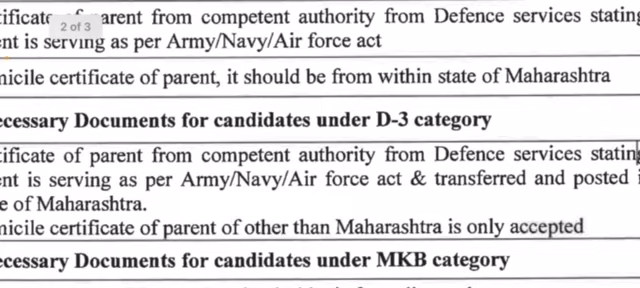 tificate of parent from competent authority from Defence services stating
2 of 3
nt is serving as per Army/Navy/Air force act
nicile certificate of parent, it should be from within state of Maharashtra
ecessary Documents for candidates under D-3 category
tificate of parent from competent authority from Defence services stating
nt is serving as per Army/Navy/Air force act & transferred and posted i
e of Maharashtra.
nicile certificate of parent of other than Maharashtra is only accepted
ecessary Documents for candidates under MKB category